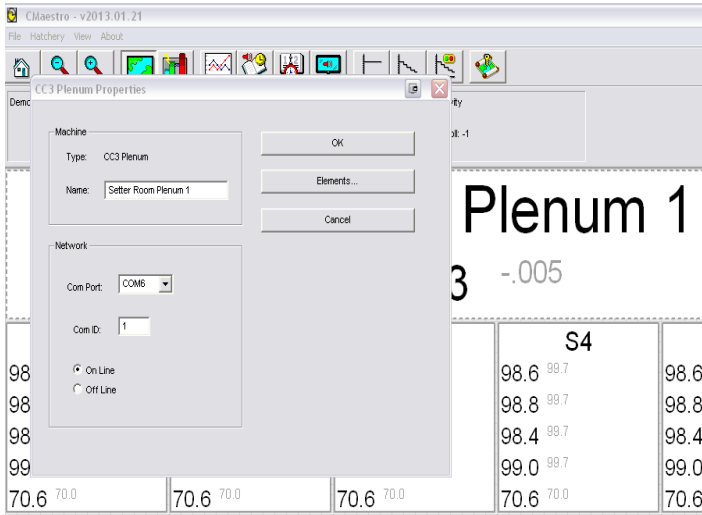 CMaestro - v2013.01.21
File Hatchery View About
CC3 Plenum Properties
Machine
Type: CC3 Plenum
Name: Setter Room Plenum 1
OK
Elements...
Cancel
Network
Com Port: COM6
Com ID: 1
On Line
Off Line
Plenum 1
3 -.005
S4
98 98.6 99.7 98.6
98 98.8 99.7 98.8
98 98.4 99.7 98.4
99 99.0 99.7 99.0
70.6 70.0 70.6 70.0 70.6 70.0 70.6 70.0 70.6